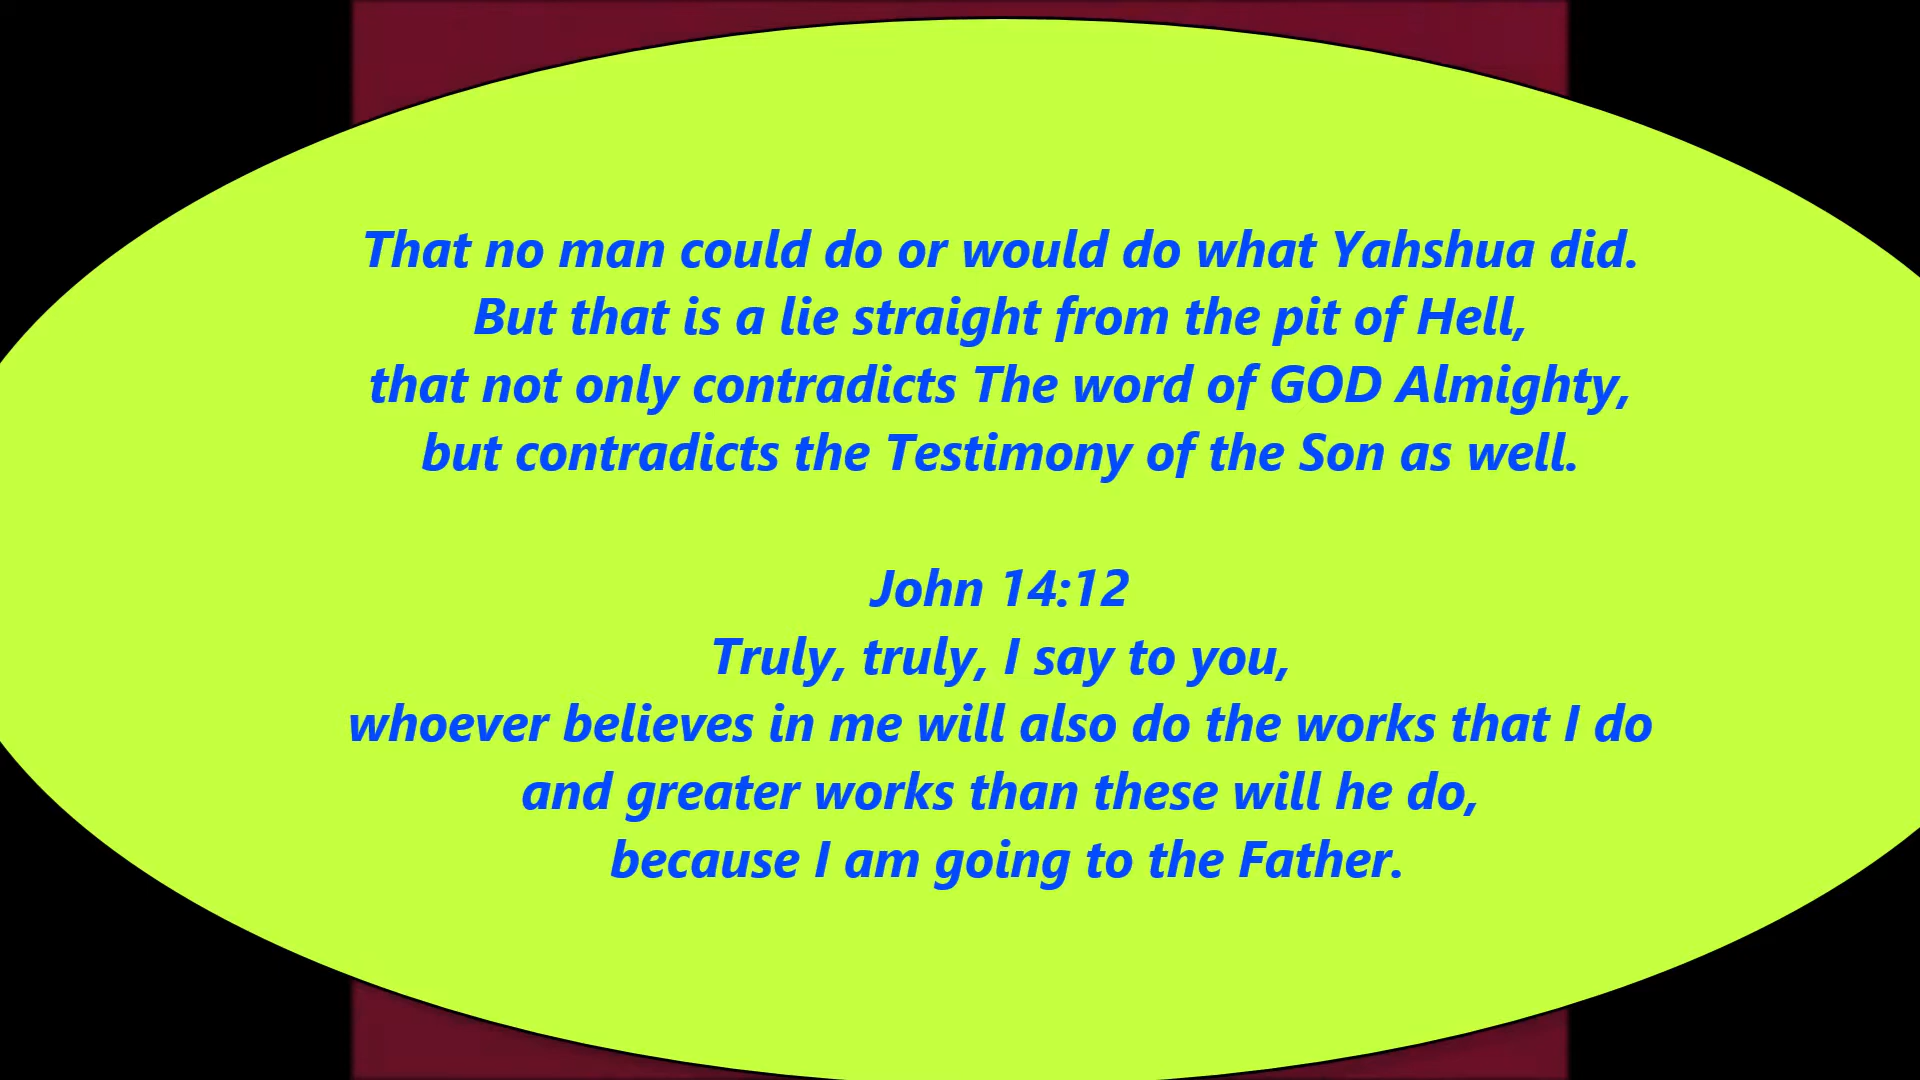 That no man could do or would do what Yahshua did.
But that is a lie straight from the pit of Hell,
that not only contradicts The word of GOD Almighty,
but contradicts the Testimony of the Son as well.
John 14:12
Truly, truly, I say to you,
whoever believes in me will also do the works that I do
and greater works than these will he do,
because I am going to the Father.